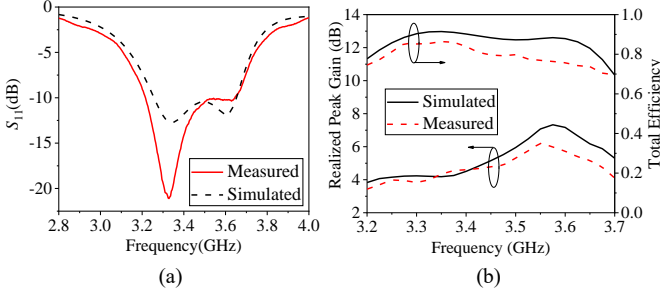 0
-5
-10
-15
-20
S11(dB)
Measured
Simulated
2.8 3.0 3.2 3.4 3.6 3.8 4.0
Frequency(GHz)
(a)
14
12
10
8
6
4
2
Realized Peak Gain (dB)
Simulated
Measured
1.0
0.8
0.6
0.4
0.2
0.0
Total Efficiency
3.2 3.3 3.4 3.5 3.6 3.7
Frequency (GHz)
(b)